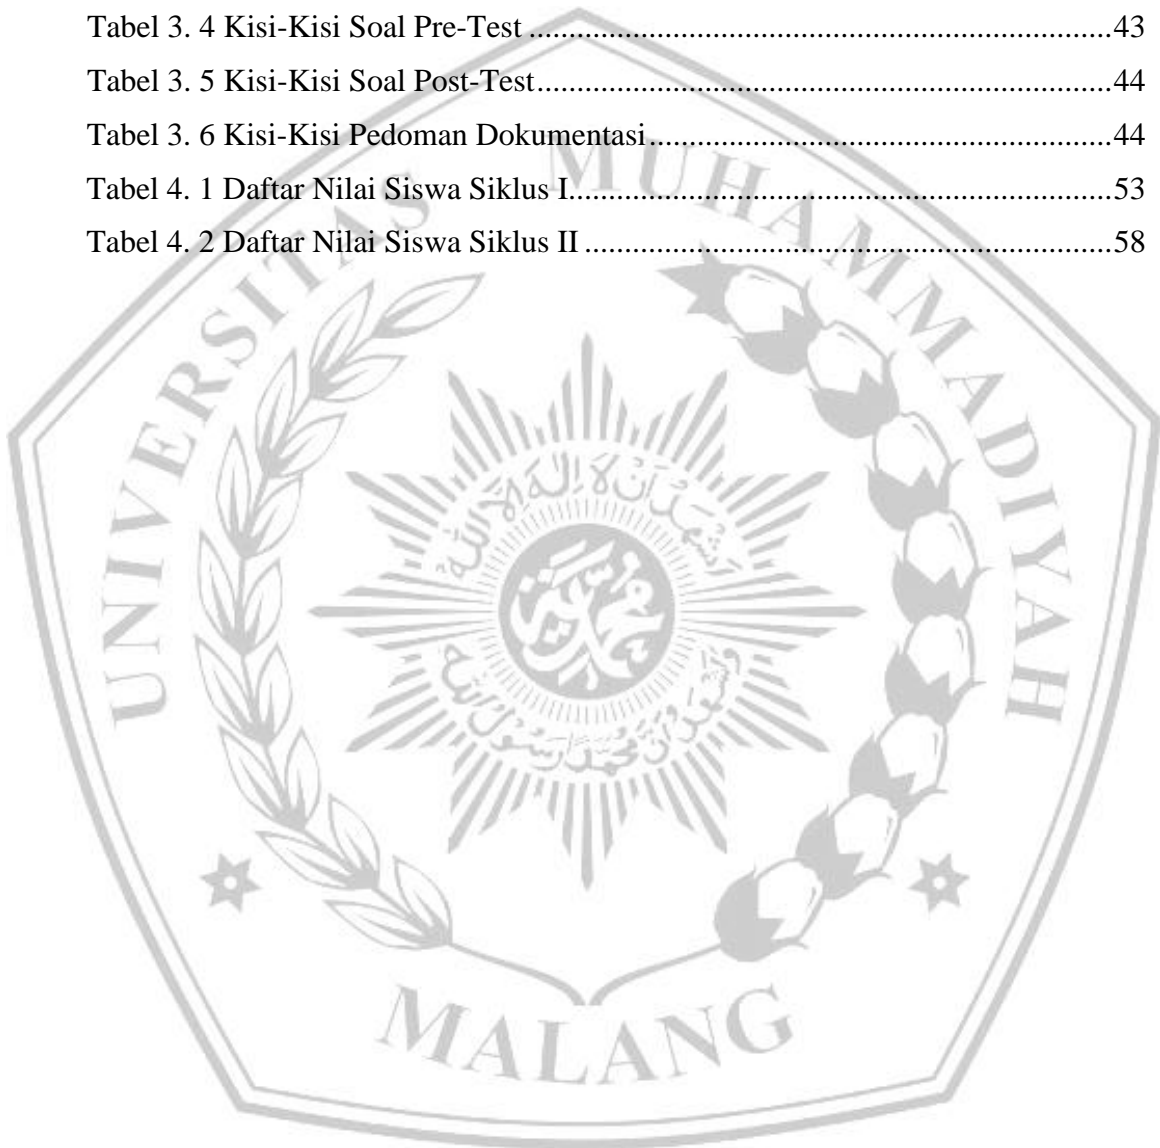 Tabel 3. 4 Kisi-Kisi Soal Pre-Test ........................................................................43
Tabel 3. 5 Kisi-Kisi Soal Post-Test.......................................................................44
Tabel 3. 6 Kisi-Kisi Pedoman Dokumentasi.........................................................44
Tabel 4. 1 Daftar Nilai Siswa Siklus I...................................................................53
Tabel 4. 2 Daftar Nilai Siswa Siklus II .................................................................58
UNIVERSITAS MUHAMMADIYAH
MALANG